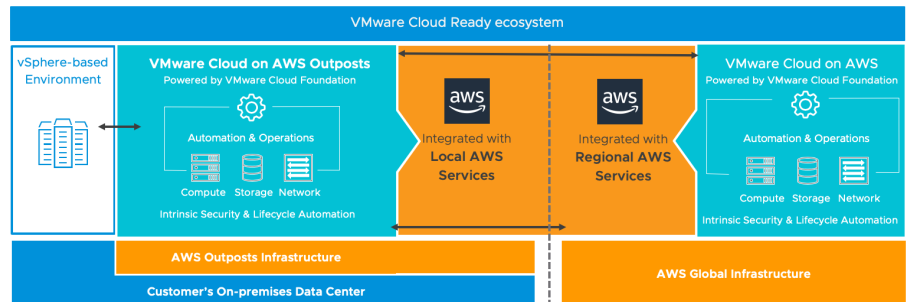 VMware Cloud Ready ecosystem
vSphere-based
Environment
VMware Cloud on AWS Outposts
Powered by VMware Cloud Foundation
Automation & Operations
Compute Storage Network
Intrinsic Security & Lifecycle Automation
aws
Integrated with
Local AWS
Services
aws
Integrated with
Regional AWS
Services
VMware Cloud on AWS
Powered by VMware Cloud Foundation
Automation & Operations
Compute Storage Network
Intrinsic Security & Lifecycle Automation
AWS Outposts Infrastructure
Customer's On-premises Data Center
AWS Global Infrastructure